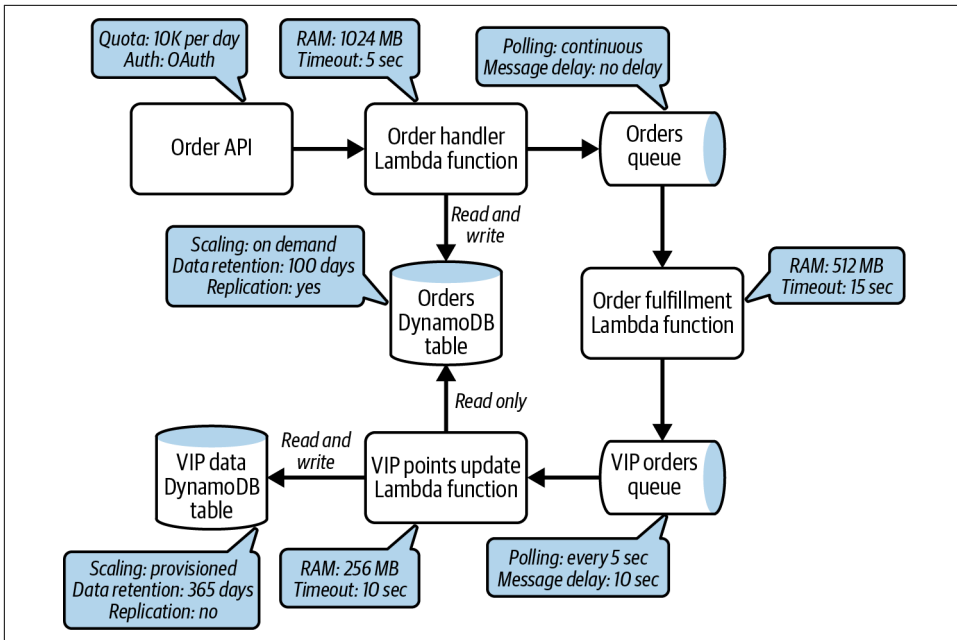 Quota: 10K per day
Auth: OAuth
RAM: 1024 MB
Timeout: 5 sec
Polling: continuous
Message delay: no delay
Order API
Order handler
Lambda function
Orders
queue
Read and
write
Scaling: on demand
Data retention: 100 days
Replication: yes
Orders
DynamoDB
table
Order fulfillment
Lambda function
RAM: 512 MB
Timeout: 15 sec
Read only
VIP data
DynamoDB
table
Read and
write
VIP points update
Lambda function
VIP orders
queue
Scaling: provisioned
Data retention: 365 days
Replication: no
RAM: 256 MB
Timeout: 10 sec
Polling: every 5 sec
Message delay: 10 sec